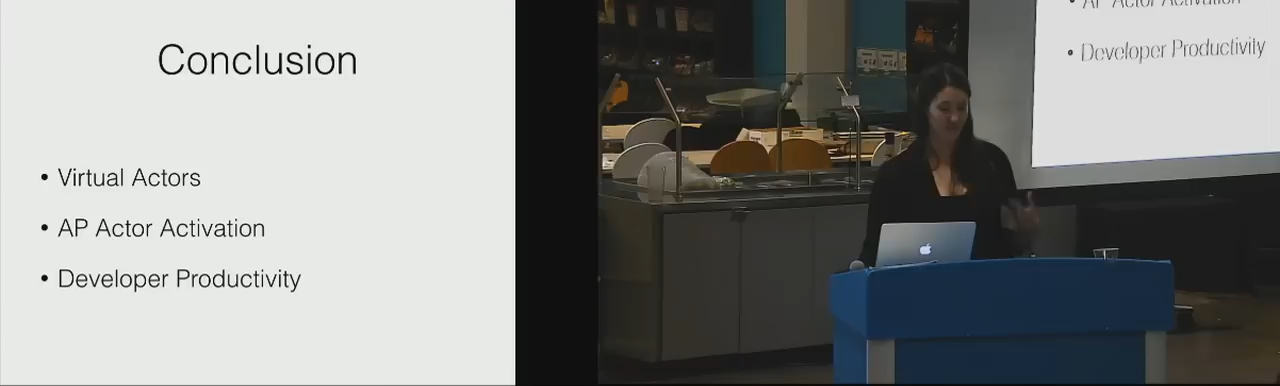 Conclusion
• Virtual Actors
• AP Actor Activation
• Developer Productivity
• AP Actor Activation
• Developer Productivity